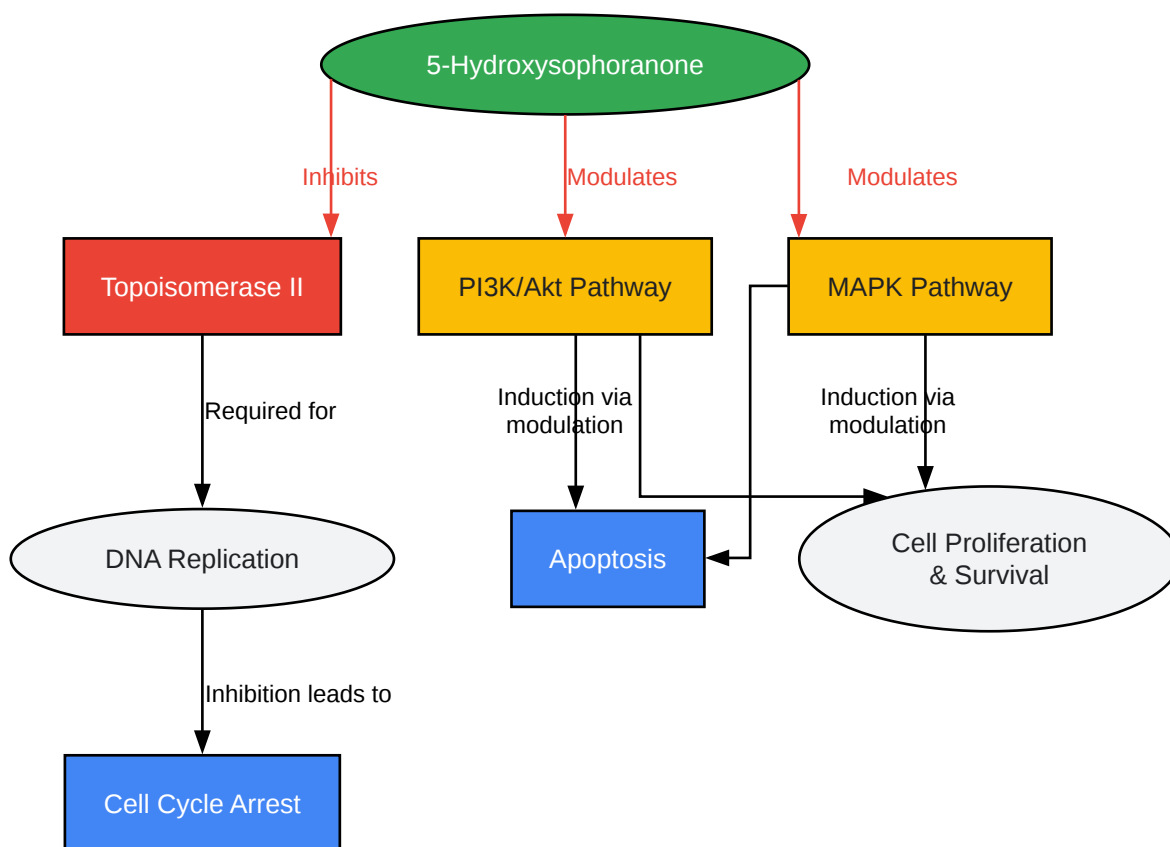 5-Hydroxysophoranone
Inhibits
Modulates
Modulates
Topoisomerase II
PI3K/Akt Pathway
MAPK Pathway
Required for
Induction via
modulation
Induction via
modulation
DNA Replication
Apoptosis
Cell Proliferation
& Survival
Inhibition leads to
Cell Cycle Arrest